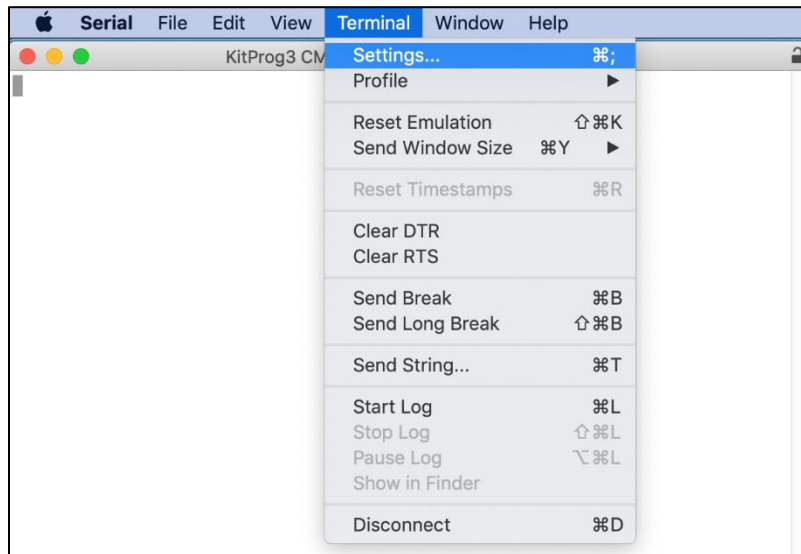 Serial File Edit View Terminal Window Help
KitProg3 CM
Settings... ⌘;
Profile ▶
Reset Emulation ⇧⌘K
Send Window Size ⌘Y ▶
Reset Timestamps ⌘R
Clear DTR
Clear RTS
Send Break ⌘B
Send Long Break ⇧⌘B
Send String... ⌘T
Start Log ⌘L
Stop Log ⇧⌘L
Pause Log ⌥⌘L
Show in Finder
Disconnect ⌘D